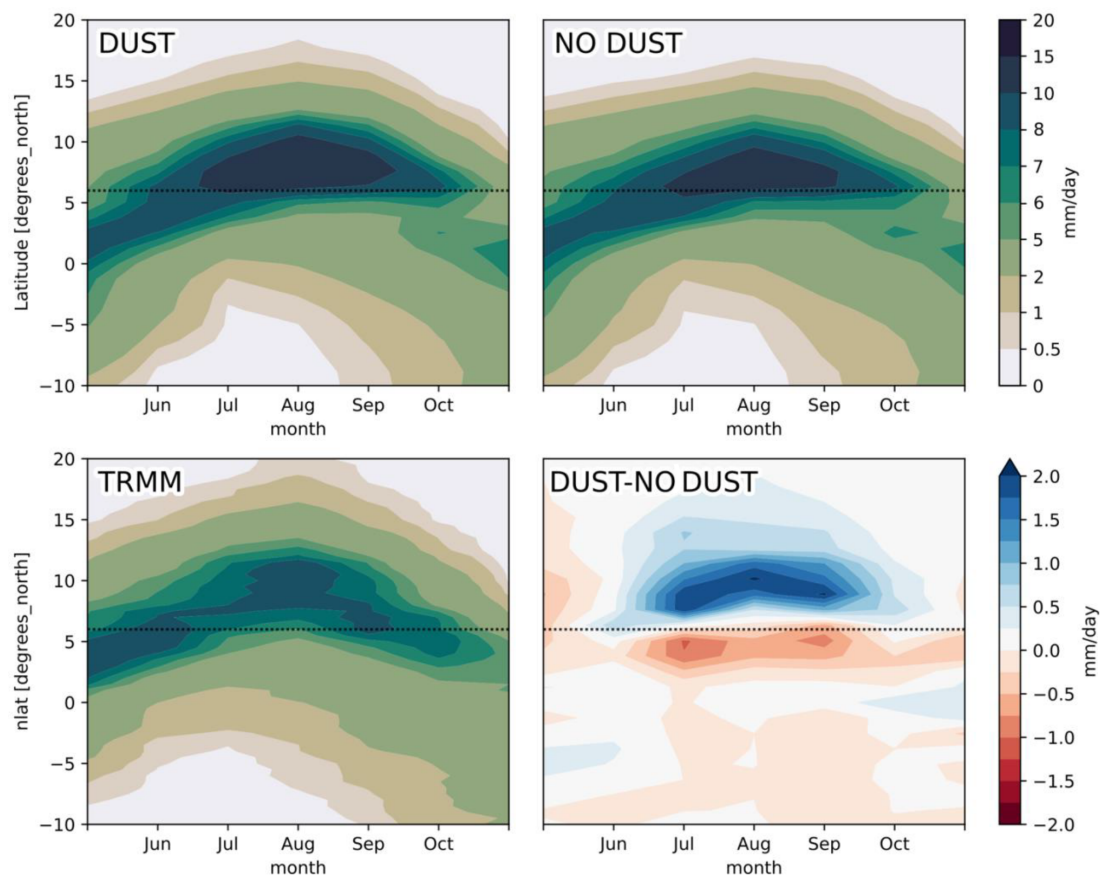 DUST
NO DUST
20
15
10
5
0
−5
−10
Latitude [degrees_north]
Jun Jul Aug Sep Oct
month
Jun Jul Aug Sep Oct
month
20
15
10
8
7
6
5
2
1
0.5
0
mm/day
TRMM
DUST-NO DUST
20
15
10
5
0
−5
−10
nlat [degrees_north]
Jun Jul Aug Sep Oct
month
Jun Jul Aug Sep Oct
month
2.0
1.5
1.0
0.5
0.0
−0.5
−1.0
−1.5
−2.0
mm/day